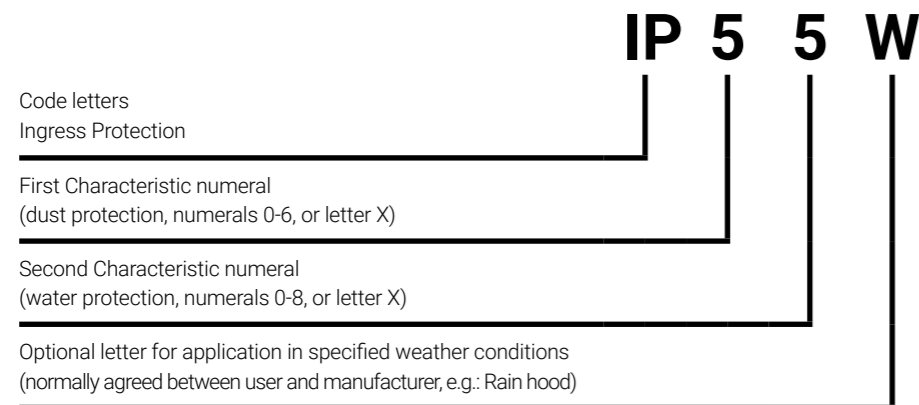 IP 5 5 W
Code letters
Ingress Protection
First Characteristic numeral
(dust protection, numerals 0-6, or letter X)
Second Characteristic numeral
(water protection, numerals 0-8, or letter X)
Optional letter for application in specified weather conditions
(normally agreed between user and manufacturer, e.g.: Rain hood)